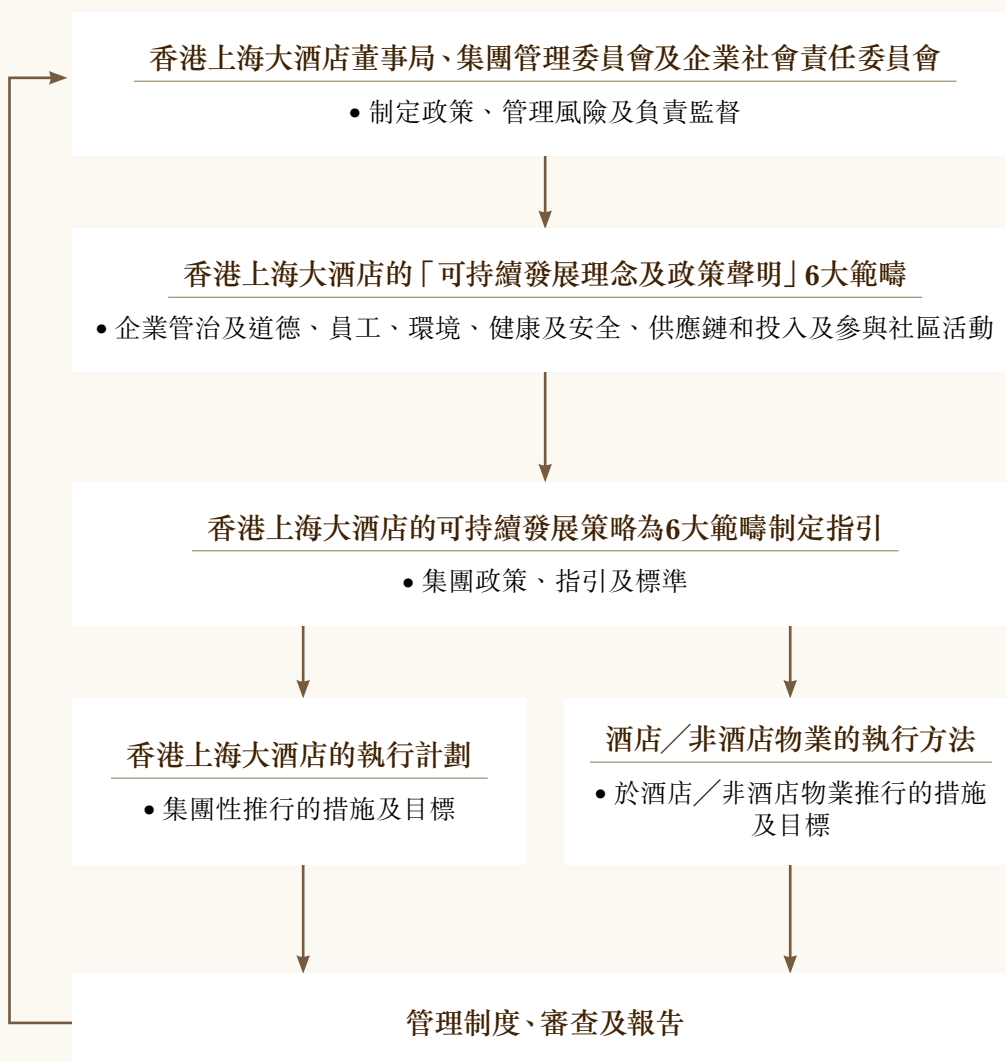 香港上海大酒店董事局、集團管理委員會及企業社會責任委員會
• 制定政策、管理風險及負責監督
香港上海大酒店的「可持續發展理念及政策聲明」6大範疇
• 企業管治及道德、員工、環境、健康及安全、供應鏈和投入及參與社區活動
香港上海大酒店的可持續發展策略為6大範疇制定指引
• 集團政策、指引及標準
香港上海大酒店的執行計劃
• 集團性推行的措施及目標
酒店／非酒店物業的執行方法
• 於酒店／非酒店物業推行的措施
及目標
管理制度、審查及報告